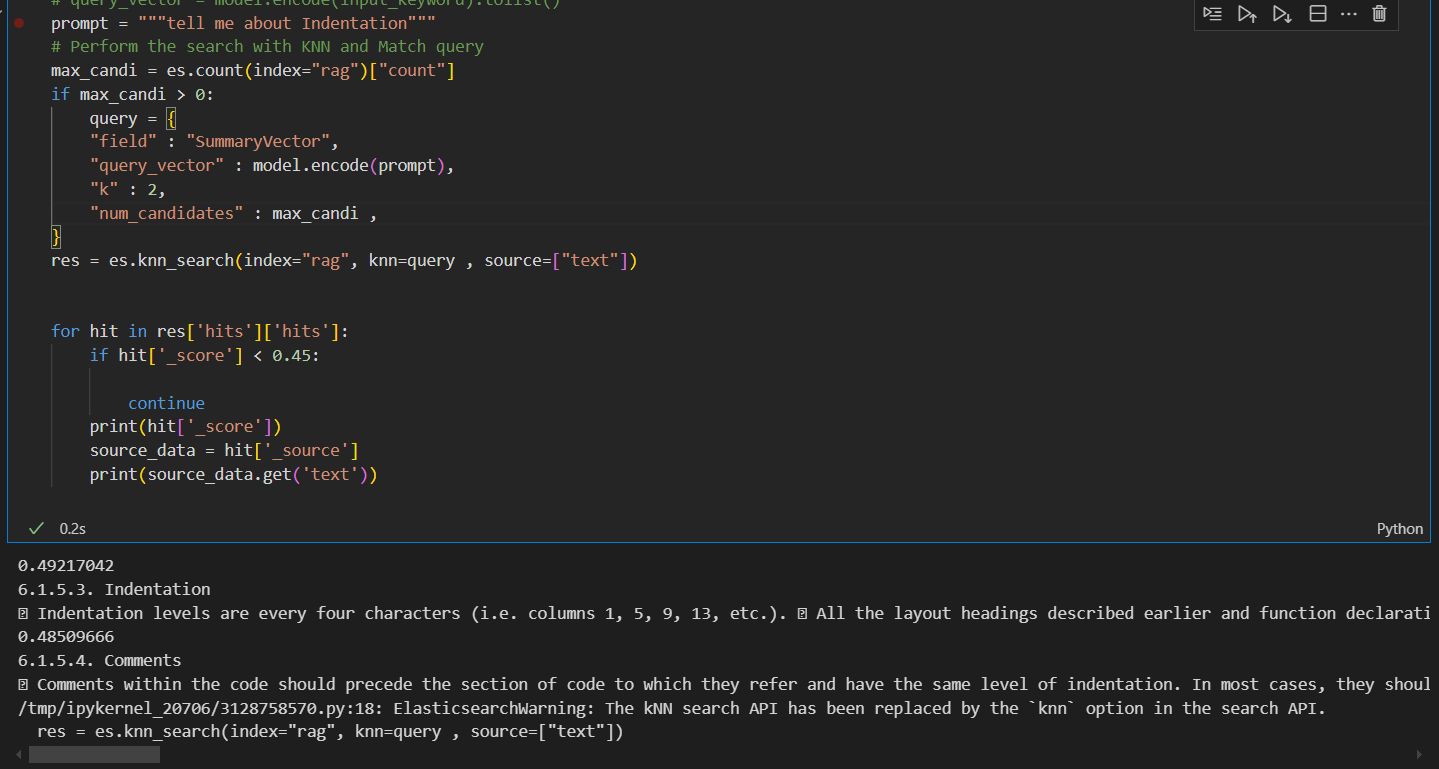 # query_vector = model.encode(input_keyword).tolist()
prompt = """tell me about Indentation"""
# Perform the search with KNN and Match query
max_candi = es.count(index="rag")["count"]
if max_candi > 0:
    query = {
    "field" : "SummaryVector",
    "query_vector" : model.encode(prompt),
    "k" : 2,
    "num_candidates" : max_candi ,
}
res = es.knn_search(index="rag", knn=query , source=["text"])
for hit in res['hits']['hits']:
    if hit['_score'] < 0.45:
        continue
    print(hit['_score'])
    source_data = hit['_source']
    print(source_data.get('text'))
0.2s
Python
0.49217042
6.1.5.3. Indentation
 Indentation levels are every four characters (i.e. columns 1, 5, 9, 13, etc.).  All the layout headings described earlier and function declarati
0.48509666
6.1.5.4. Comments
 Comments within the code should precede the section of code to which they refer and have the same level of indentation. In most cases, they shoul
/tmp/ipykernel_20706/3128758570.py:18: ElasticsearchWarning: The kNN search API has been replaced by the `knn` option in the search API.
  res = es.knn_search(index="rag", knn=query , source=["text"])